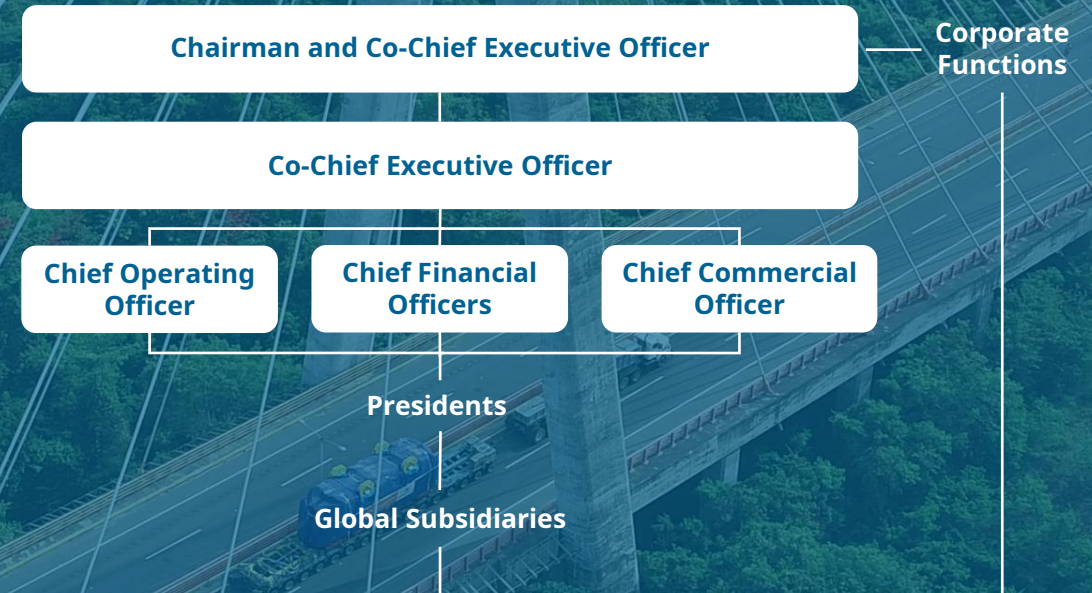 Chairman and Co-Chief Executive Officer
Corporate
Functions
Co-Chief Executive Officer
Chief Operating
Officer
Chief Financial
Officers
Chief Commercial
Officer
Presidents
Global Subsidiaries